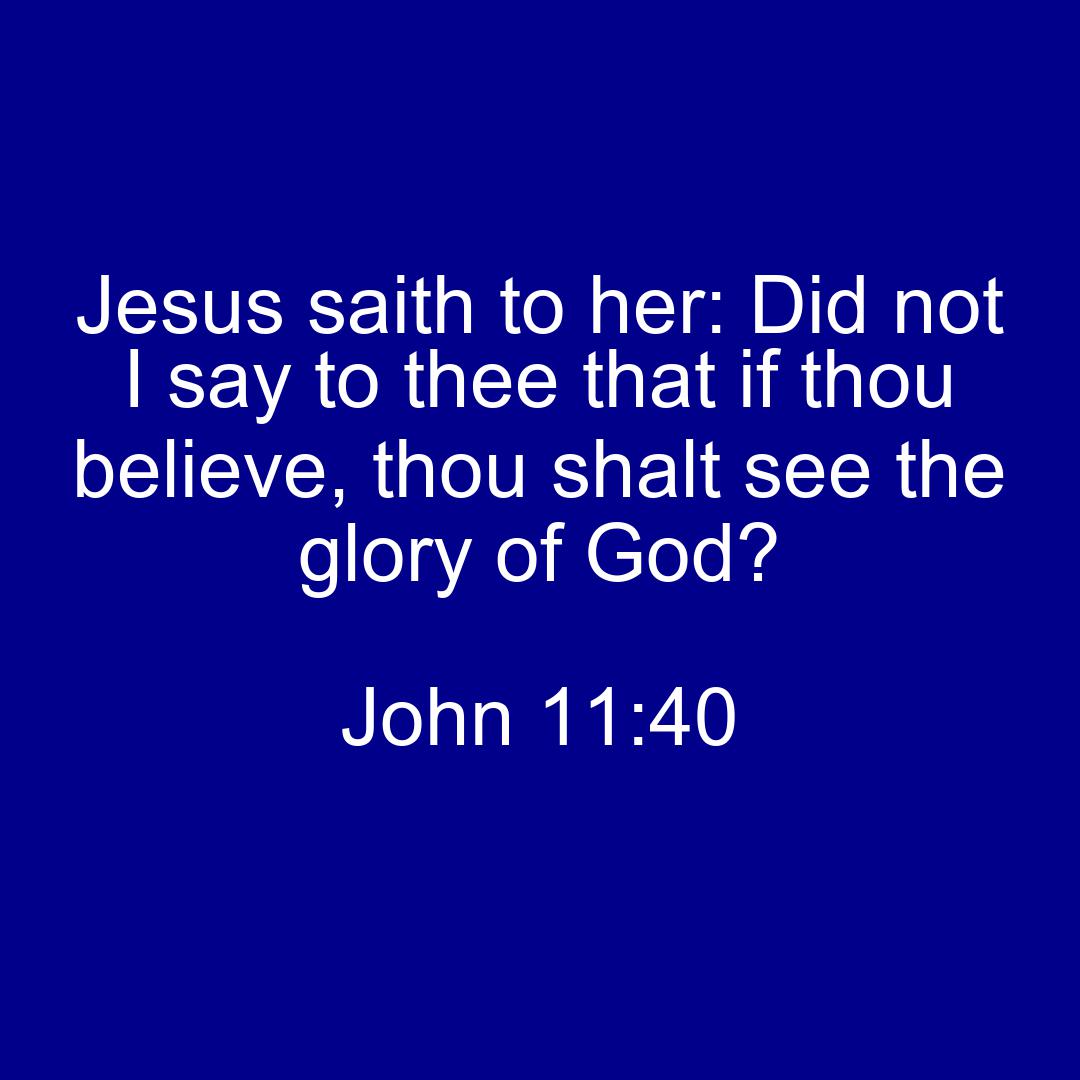 Jesus saith to her: Did not
I say to thee that if thou
believe, thou shalt see the
glory of God?
John 11:40